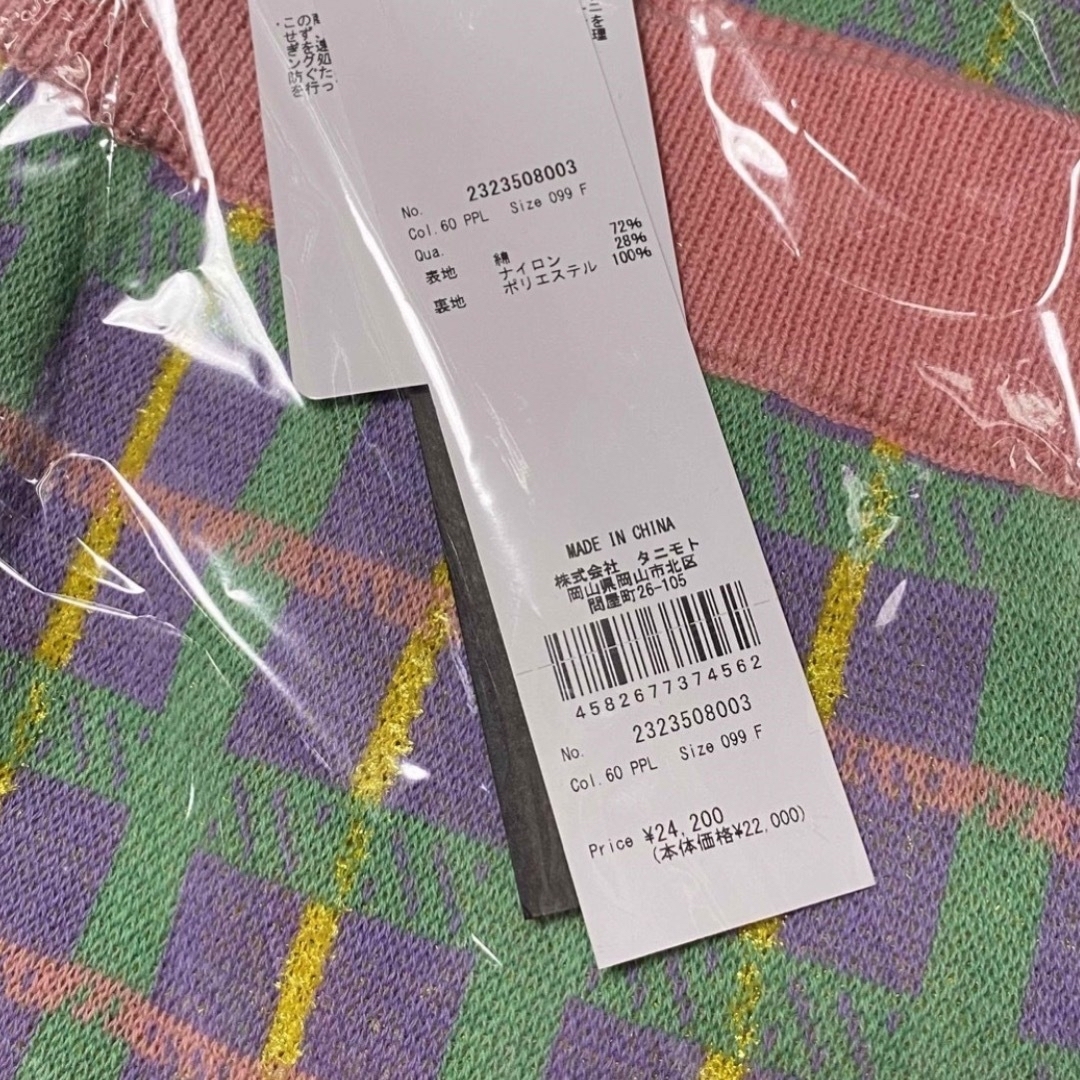 No. 2323508003
Col. 60 PPL Size 099 F
Qua.
表地 綿 72%
ナイロン 28%
裏地 ポリエステル 100%
MADE IN CHINA
株式会社 タニモト
岡山県岡山市北区
問屋町26-105
4582677374562
No. 2323508003
Col. 60 PPL Size 099 F
Price ¥24,200
(本体価格¥22,000)